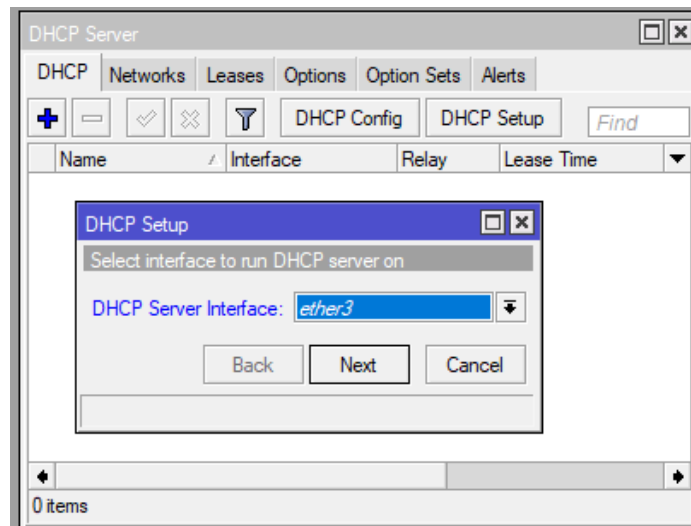 DHCP Server
DHCP Networks Leases Options Option Sets Alerts
DHCP Config DHCP Setup Find
Name Interface Relay Lease Time
DHCP Setup
Select interface to run DHCP server on
DHCP Server Interface: ether3
Back Next Cancel
0 items